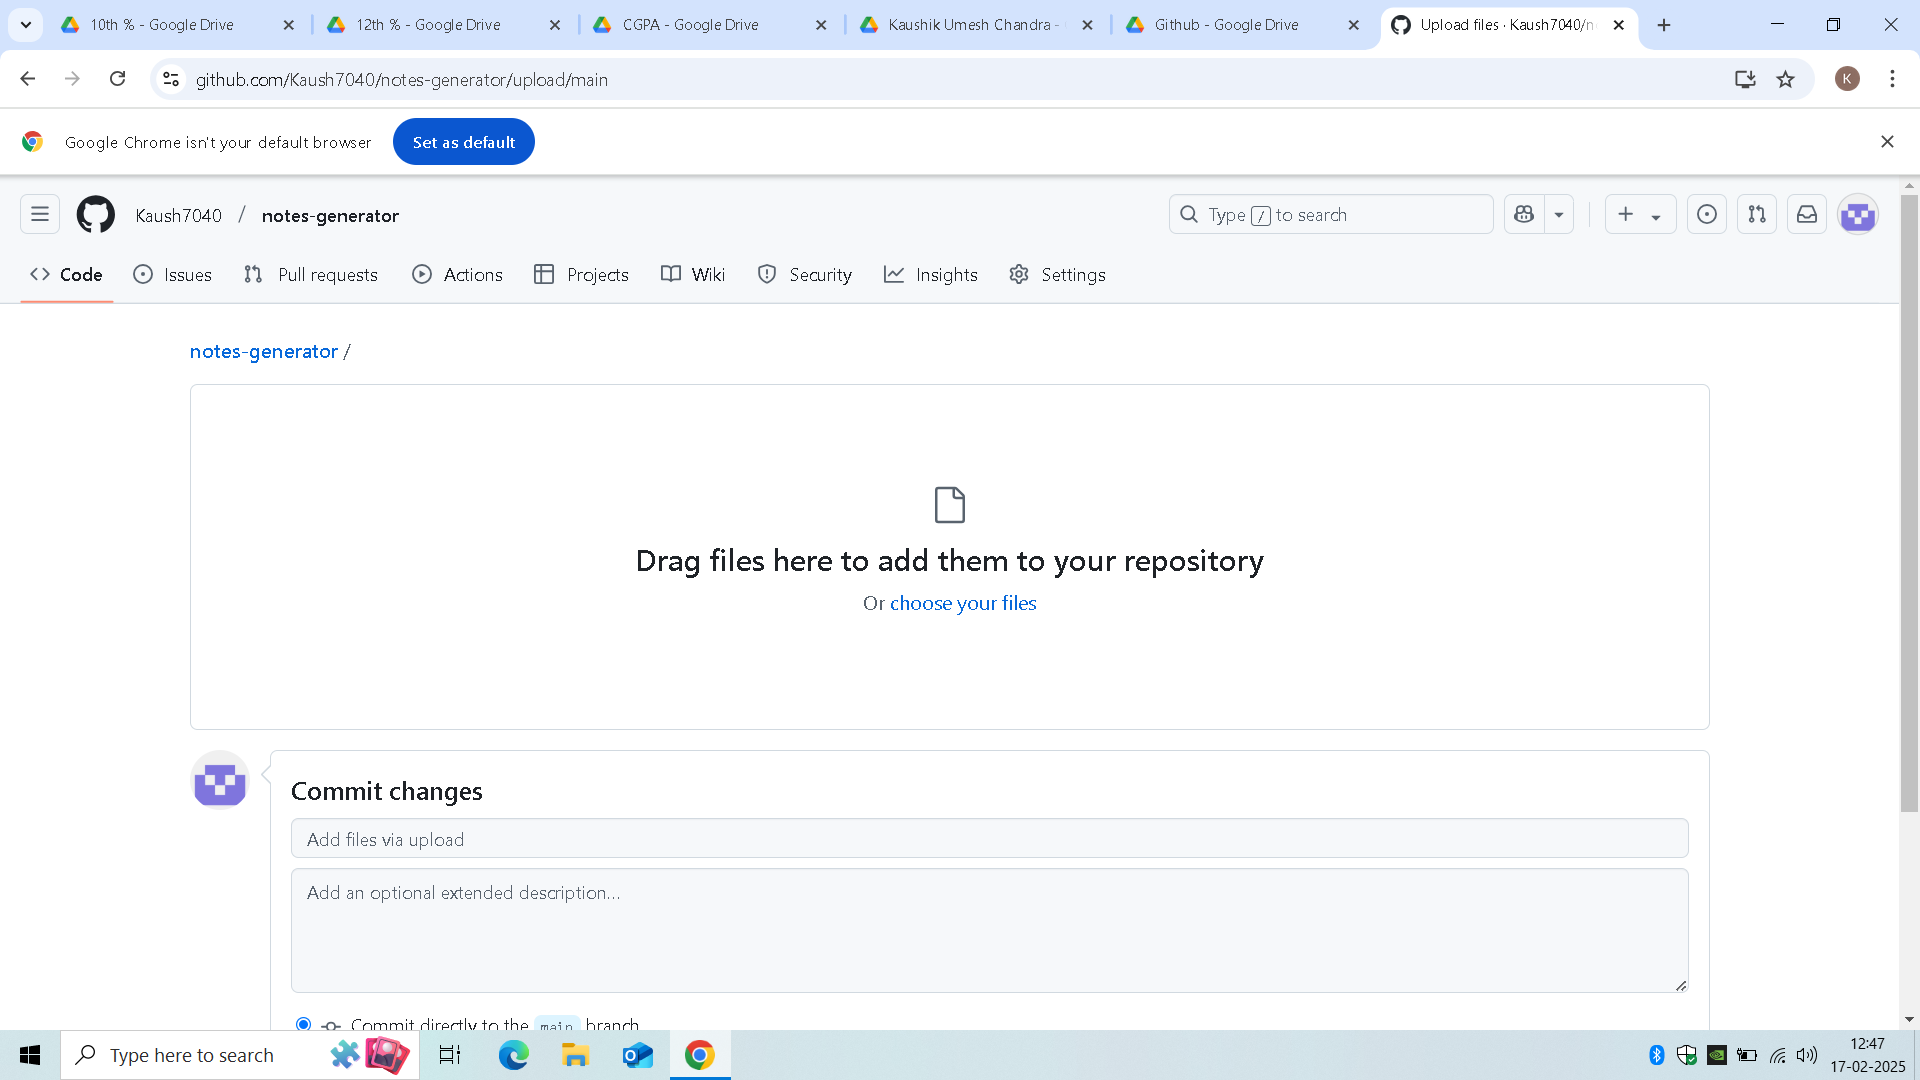 10th % - Google Drive
12th % - Google Drive
CGPA - Google Drive
Kaushik Umesh Chandra -
Github - Google Drive
Upload files · Kaush7040/n
github.com/Kaush7040/notes-generator/upload/main
K
Google Chrome isn't your default browser
Set as default
Kaush7040 / notes-generator
Type / to search
Code
Issues
Pull requests
Actions
Projects
Wiki
Security
Insights
Settings
notes-generator /
Drag files here to add them to your repository
Or choose your files
Commit changes
Add files via upload
Add an optional extended description...
Commit directly to the main branch
Type here to search
12:47
17-02-2025